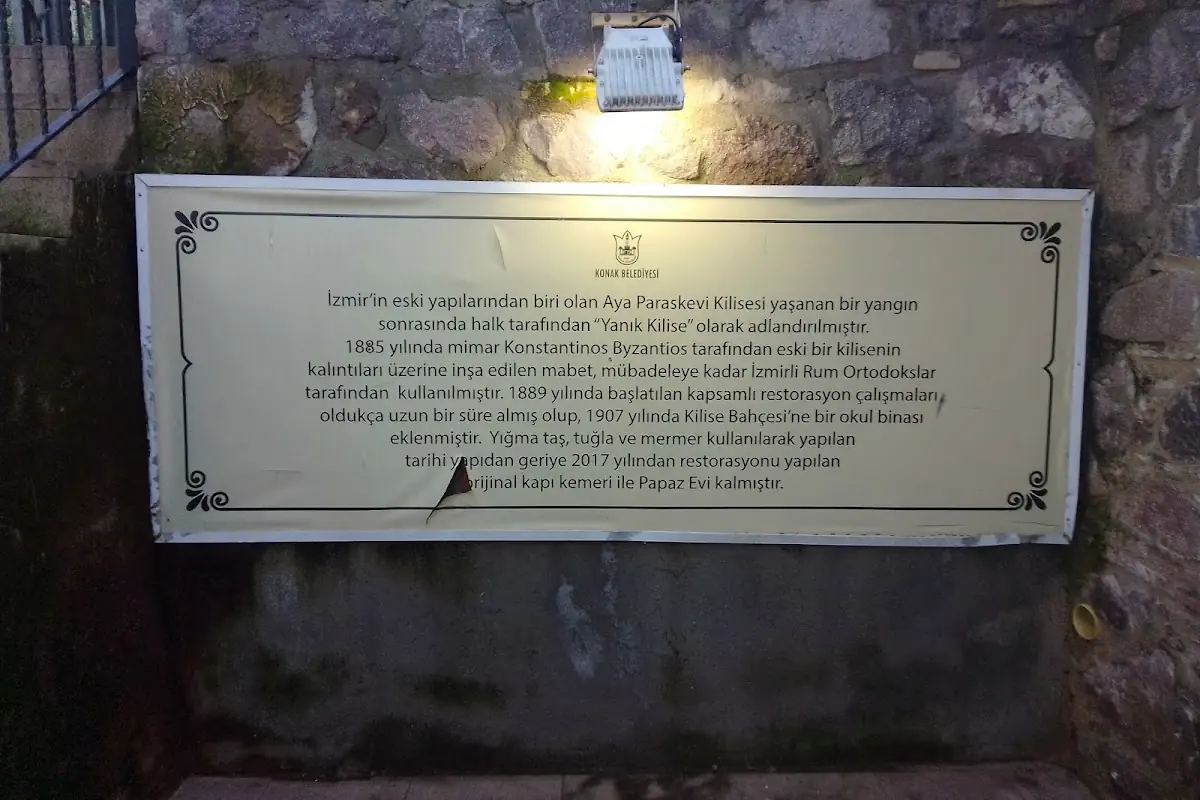 KONAK BELEDİYESİ
İzmir'in eski yapılarından biri olan Aya Paraskevi Kilisesi yaşanan bir yangın
sonrasında halk tarafından “Yanık Kilise” olarak adlandırılmıştır.
1885 yılında mimar Konstantinos Byzantios tarafından eski bir kilisenin
kalıntıları üzerine inşa edilen mabet, mübadeleye kadar İzmirli Rum Ortodokslar
tarafından kullanılmıştır. 1889 yılında başlatılan kapsamlı restorasyon çalışmaları
oldukça uzun bir süre almış olup, 1907 yılında Kilise Bahçesi'ne bir okul binası
eklenmiştir. Yığma taş, tuğla ve mermer kullanılarak yapılan
tarihi yapıdan geriye 2017 yılından restorasyonu yapılan
orijinal kapı kemeri ile Papaz Evi kalmıştır.